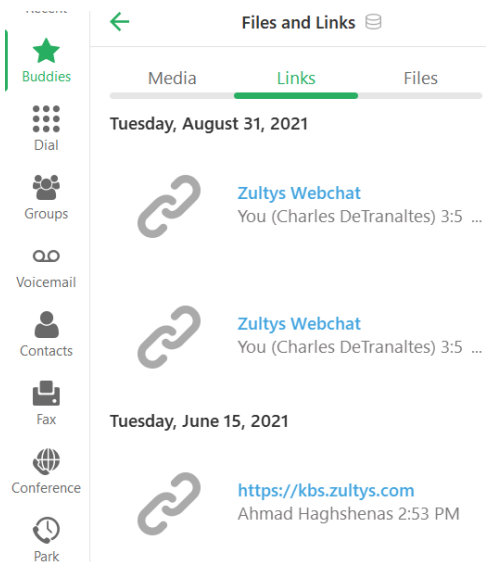 Files and Links
Buddies
Media Links Files
Tuesday, August 31, 2021
Dial
Zultys Webchat
You (Charles DeTranaltes) 3:5 ...
Groups
Voicemail
Zultys Webchat
You (Charles DeTranaltes) 3:5 ...
Contacts
Fax
Tuesday, June 15, 2021
Conference
https://kbs.zultys.com
Ahmad Haghshenas 2:53 PM
Park